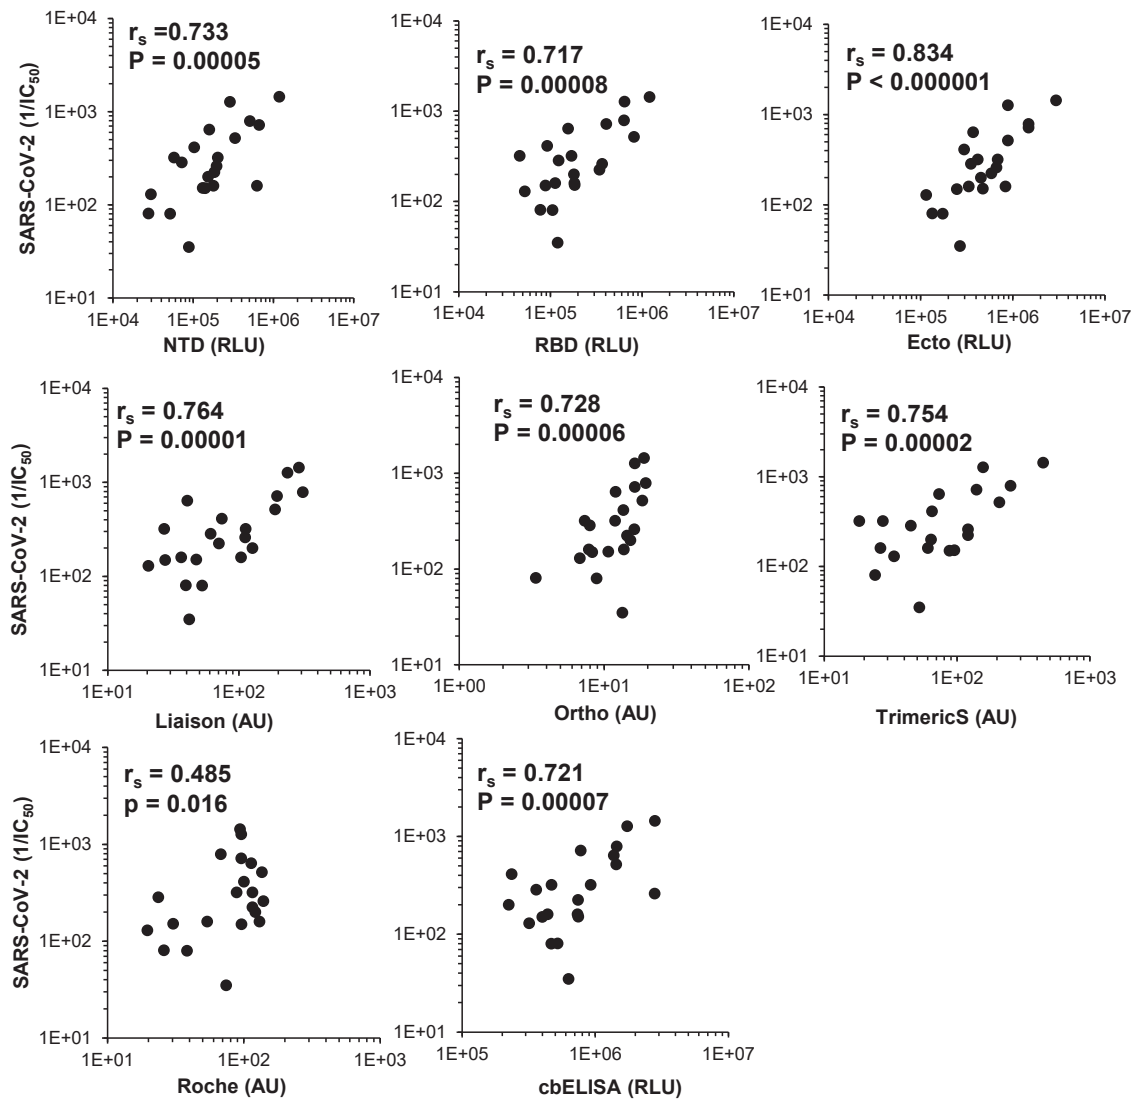 SARS-CoV-2 (1/IC50)
1E+04
1E+03
1E+02
1E+01
rs =0.733
P = 0.00005
1E+04 1E+05 1E+06 1E+07
NTD (RLU)
1E+04
1E+03
1E+02
1E+01
rs = 0.717
P = 0.00008
1E+04 1E+05 1E+06 1E+07
RBD (RLU)
1E+04
1E+03
1E+02
1E+01
rs = 0.834
P < 0.000001
1E+04 1E+05 1E+06 1E+07
Ecto (RLU)
SARS-CoV-2 (1/IC50)
1E+04
1E+03
1E+02
1E+01
rs = 0.764
P = 0.00001
1E+01 1E+02 1E+03
Liaison (AU)
1E+04
1E+03
1E+02
1E+01
rs = 0.728
P = 0.00006
1E+00 1E+01 1E+02
Ortho (AU)
1E+04
1E+03
1E+02
1E+01
rs = 0.754
P = 0.00002
1E+01 1E+02 1E+03
TrimericS (AU)
SARS-CoV-2 (1/IC50)
1E+04
1E+03
1E+02
1E+01
rs = 0.485
p = 0.016
1E+01 1E+02 1E+03
Roche (AU)
1E+04
1E+03
1E+02
1E+01
rs = 0.721
P = 0.00007
1E+05 1E+06 1E+07
cbELISA (RLU)